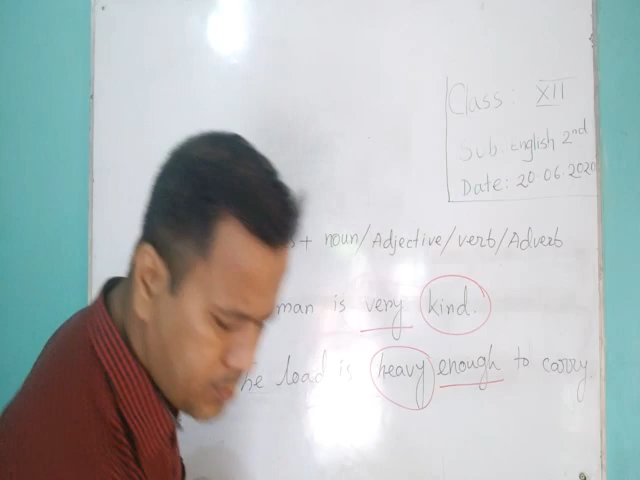 Class: XII
Sub: English 2nd
Date: 20.06.2020
+ noun/Adjective/verb/Adverb
man is very kind.
he load is heavy enough to carry.